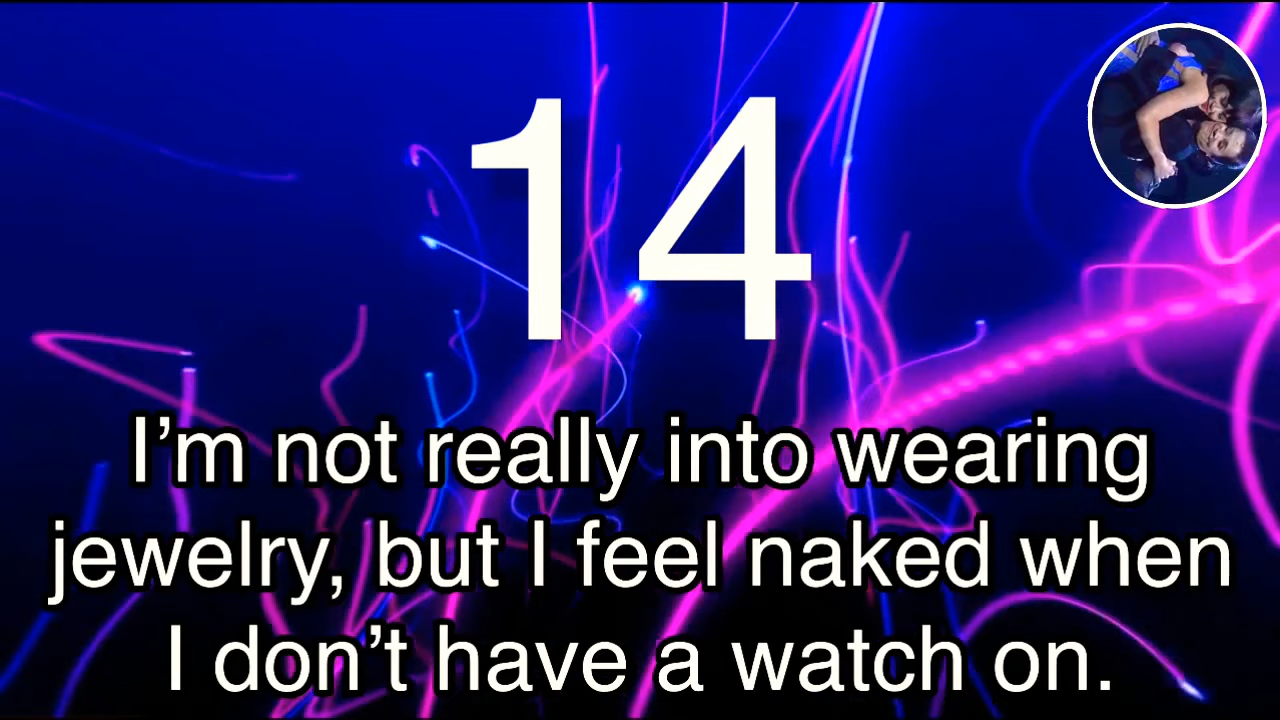 14
I’m not really into wearing
jewelry, but I feel naked when
I don’t have a watch on.